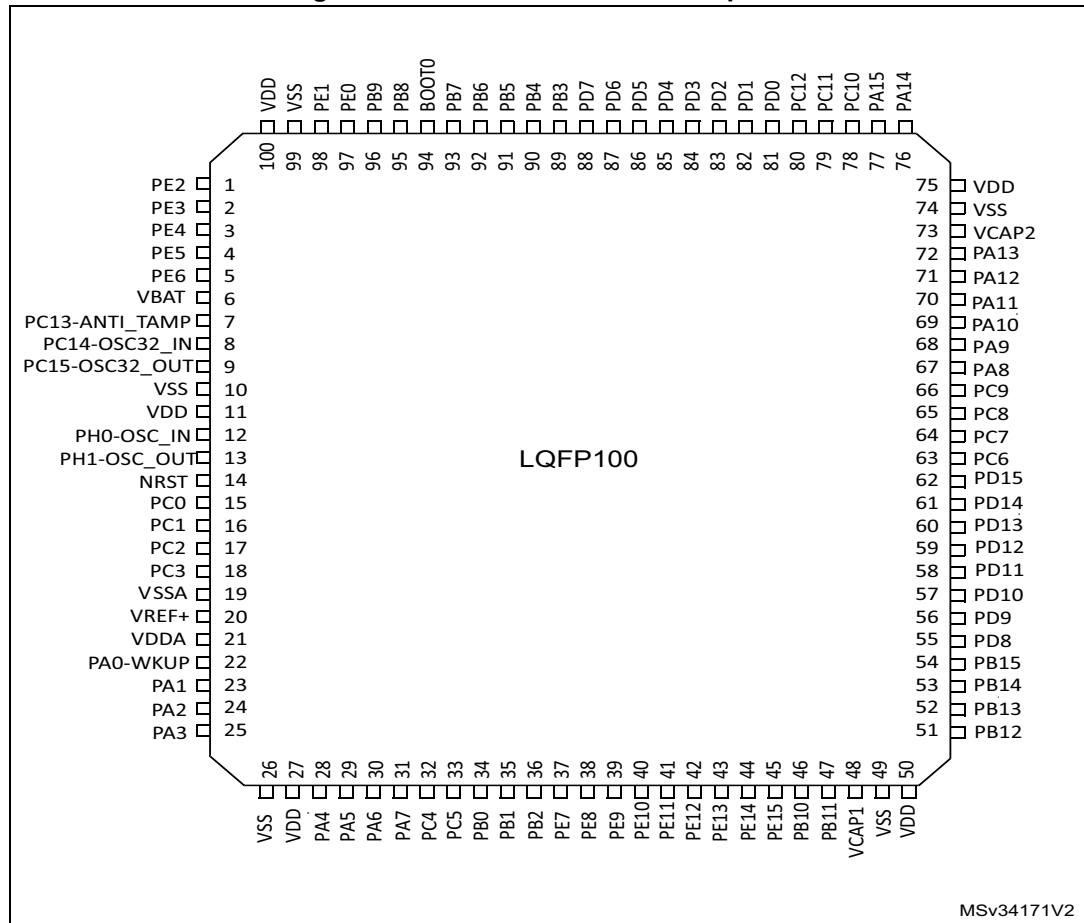 VDD VSS PE1 PE0 PB9 PB8 BOOT0 PB7 PB6 PB5 PB4 PB3 PD7 PD6 PD5 PD4 PD3 PD2 PD1 PD0 PC12 PC11 PC10 PA15 PA14
100 99 98 97 96 95 94 93 92 91 90 89 88 87 86 85 84 83 82 81 80 79 78 77 76
PE2 1 75 VDD
PE3 2 74 VSS
PE4 3 73 VCAP2
PE5 4 72 PA13
PE6 5 71 PA12
VBAT 6 70 PA11
PC13-ANTI_TAMP 7 69 PA10
PC14-OSC32_IN 8 68 PA9
PC15-OSC32_OUT 9 67 PA8
VSS 10 66 PC9
VDD 11 65 PC8
PH0-OSC_IN 12 64 PC7
PH1-OSC_OUT 13 LQFP100 63 PC6
NRST 14 62 PD15
PC0 15 61 PD14
PC1 16 60 PD13
PC2 17 59 PD12
PC3 18 58 PD11
VSSA 19 57 PD10
VREF+ 20 56 PD9
VDDA 21 55 PD8
PA0-WKUP 22 54 PB15
PA1 23 53 PB14
PA2 24 52 PB13
PA3 25 51 PB12
26 27 28 29 30 31 32 33 34 35 36 37 38 39 40 41 42 43 44 45 46 47 48 49 50
VSS VDD PA4 PA5 PA6 PA7 PC4 PC5 PB0 PB1 PB2 PE7 PE8 PE9 PE10 PE11 PE12 PE13 PE14 PE15 PB10 PB11 VCAP1 VSS VDD
MSv34171V2